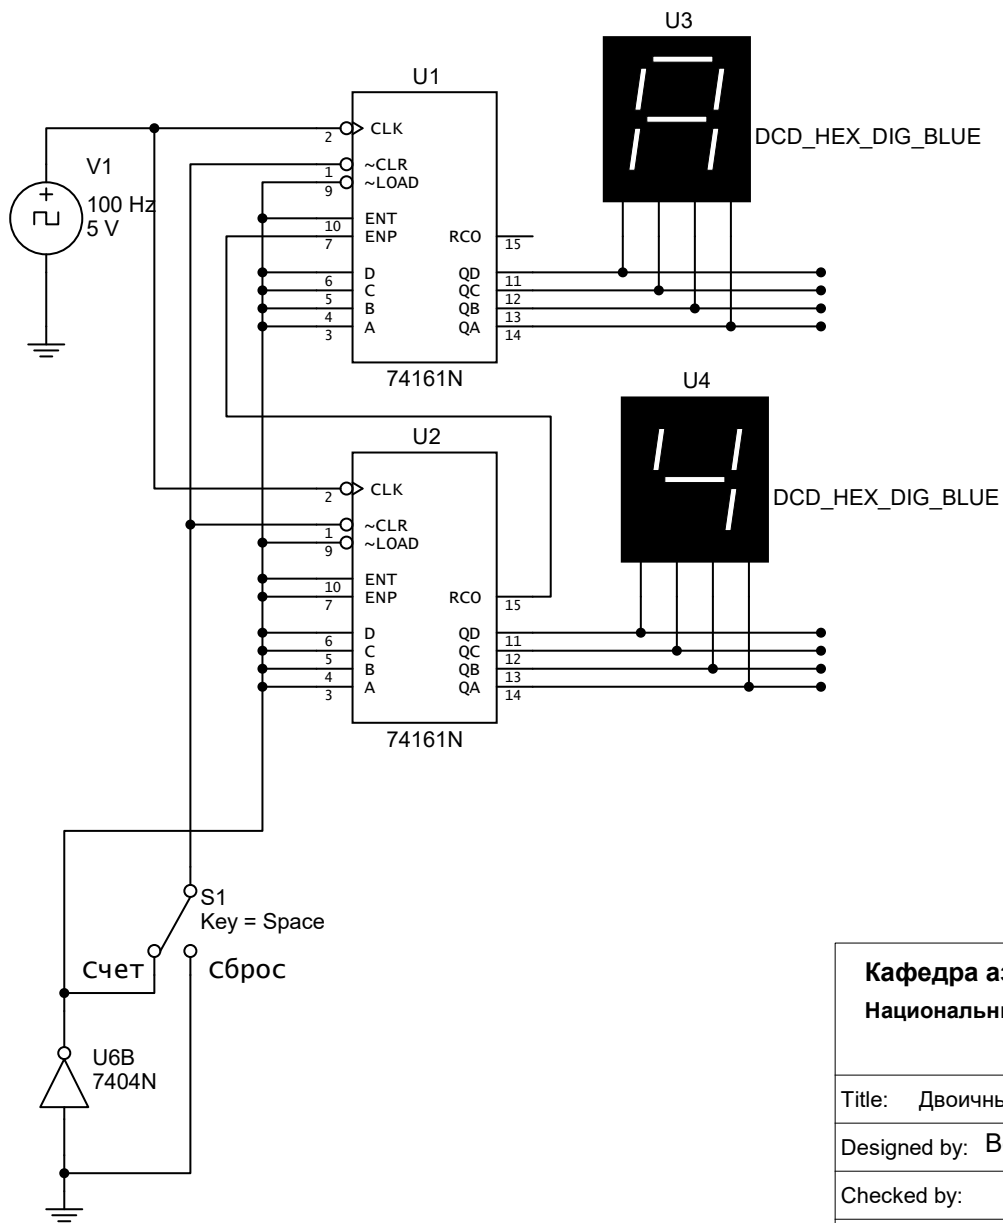 U3
U1
DCD_HEX_DIG_BLUE
V1
100 Hz
5 V
2 CLK
1 ~CLR
9 ~LOAD
10 ENT
7 ENP
RCO 15
6 D
QD 11
5 C
QC 12
4 B
QB 13
3 A
QA 14
74161N
U4
4
U2
DCD_HEX_DIG_BLUE
2 CLK
1 ~CLR
9 ~LOAD
10 ENT
7 ENP
RCO 15
6 D
QD 11
5 C
QC 12
4 B
QB 13
3 A
QA 14
74161N
S1
Key = Space
Счет
Сброс
U6B
7404N
Кафедра
Title:
Designed by:
Checked by: